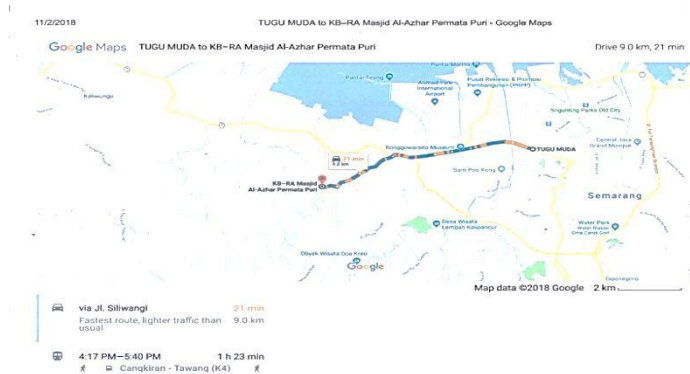 11/2/2018 TUGU MUDA to KB–RA Masjid Al-Azhar Permata Puri - Google Maps
Google Maps TUGU MUDA to KB–RA Masjid Al-Azhar Permata Puri Drive 9.0 km, 21 min
Pantai Marina
Pantai Tirang
Ahmad Yani
International
Airport
Pusat Rekreasi & Promosi
Pembangunan (PRPP)
Kaliwungu
Old City
Central Java
Grand Mosque
Ronggowarsito Museum
TUGU MUDA
21 min
9.0 km
KB–RA Masjid
Al-Azhar Permata Puri
Sam Poo Kong
Semarang
Desa Wisata
Water Park
Obyek Wisata Goa Kreo
Google
Map data ©2018 Google 2 km
via Jl. Siliwangi 21 min
Fastest route, lighter traffic than 9.0 km
usual
4:17 PM–5:40 PM 1 h 23 min
Cangkiran - Tawang (K4)